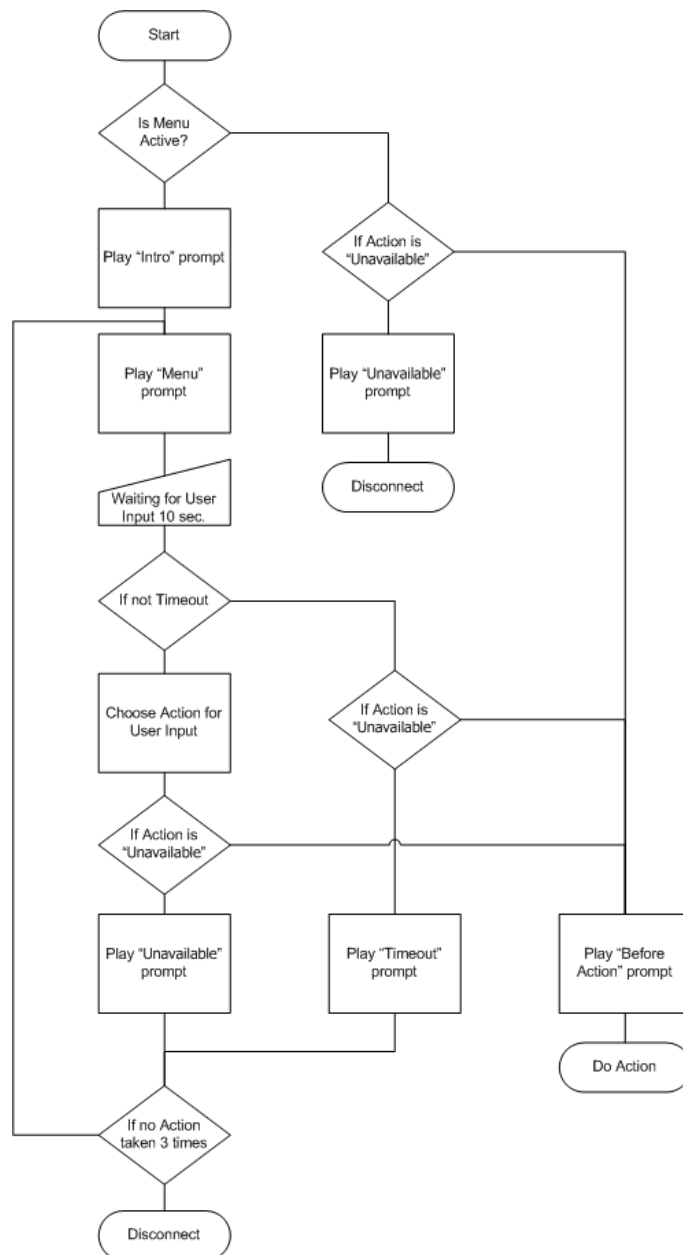 Start
Is Menu
Active?
Play “Intro” prompt
If Action is
“Unavailable”
Play “Menu”
prompt
Play “Unavailable”
prompt
Waiting for User
Input 10 sec.
Disconnect
If not Timeout
Choose Action for
User Input
If Action is
“Unavailable”
If Action is
“Unavailable”
Play “Unavailable”
prompt
Play “Timeout”
prompt
Play “Before
Action” prompt
Do Action
If no Action
taken 3 times
Disconnect